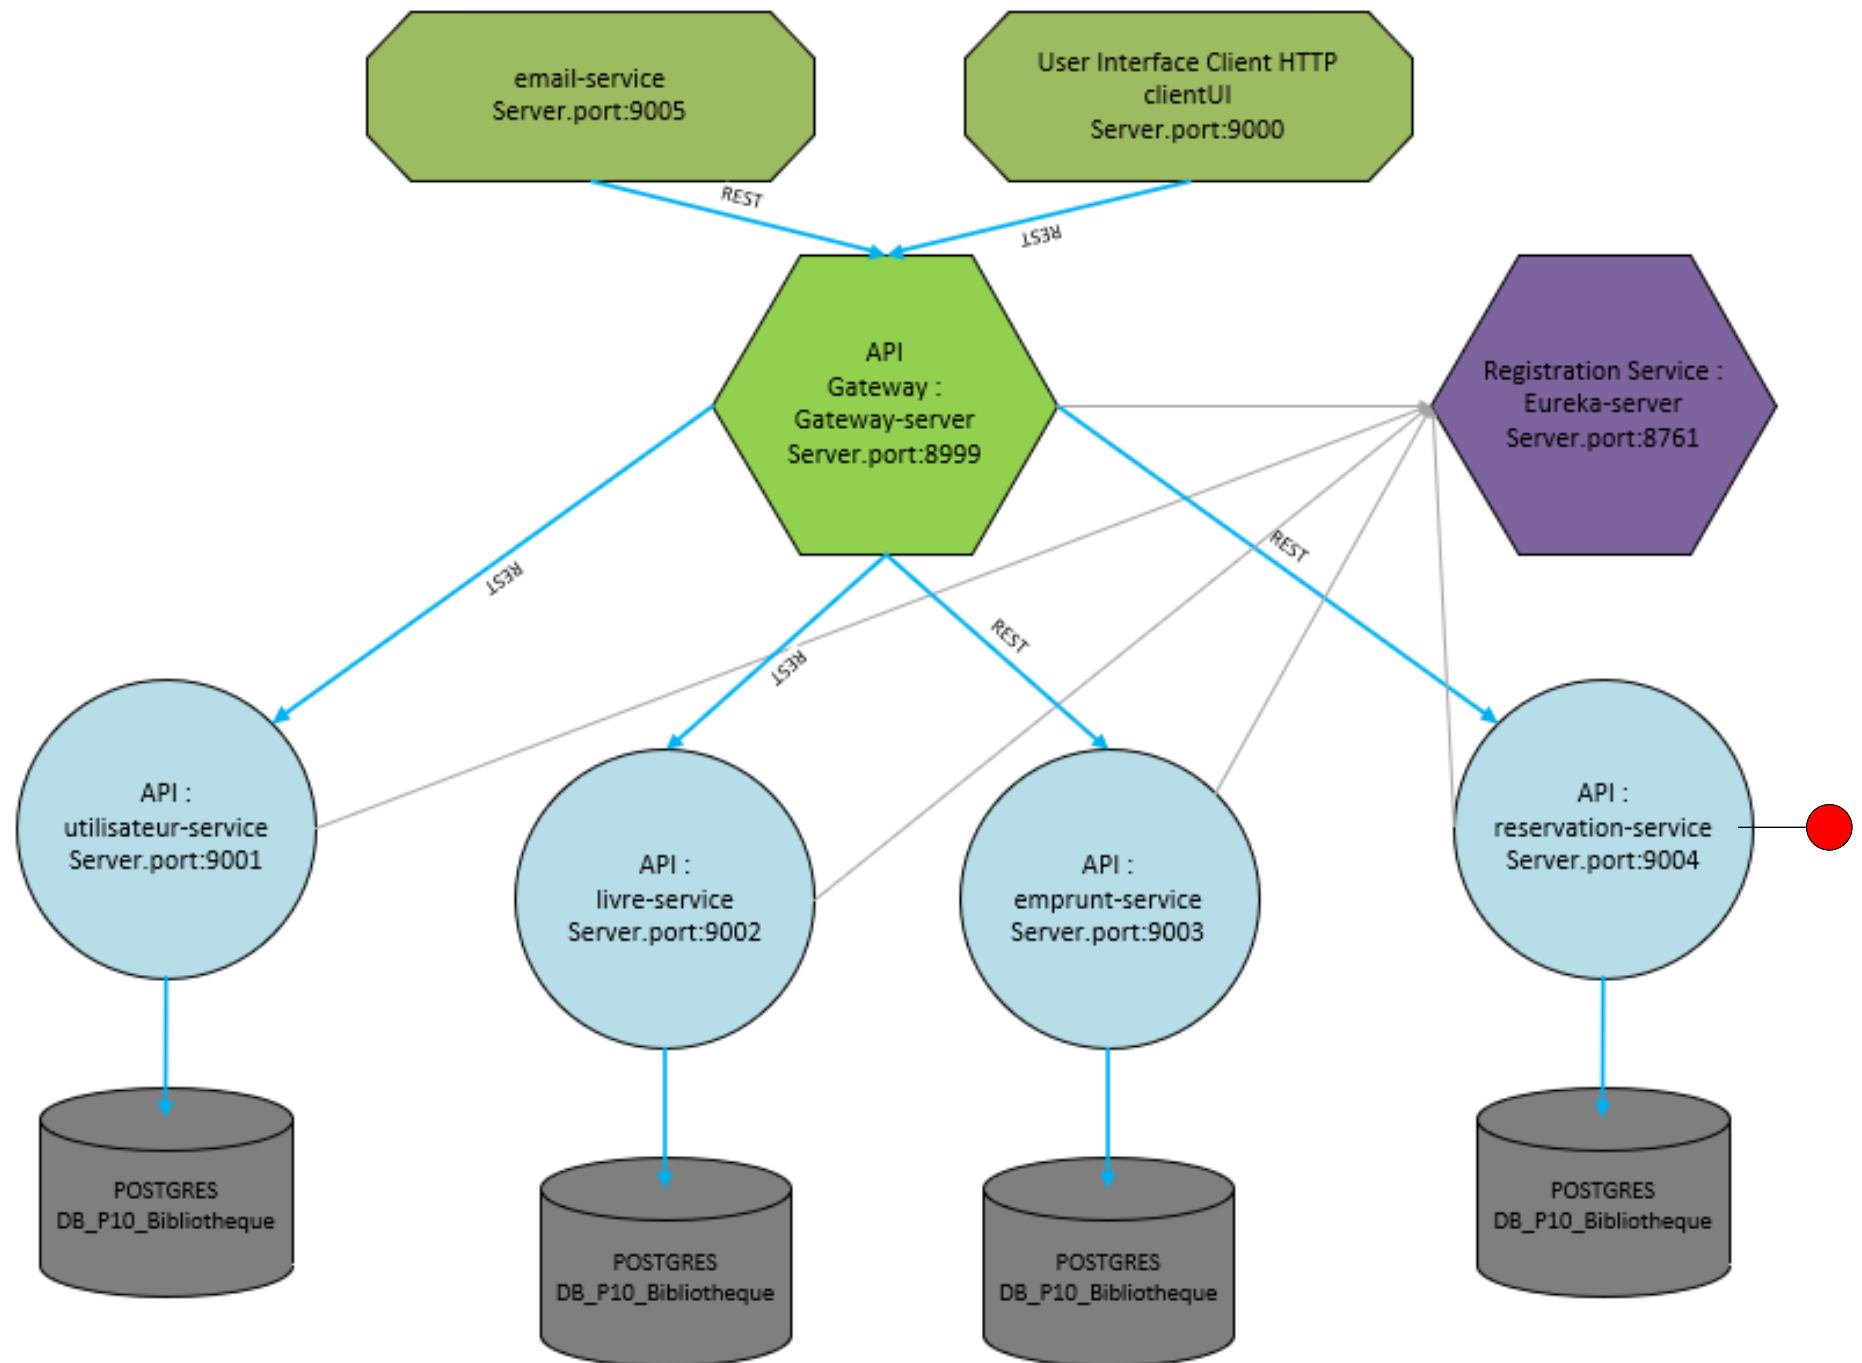 email-service
Server.port:9005
User Interface Client HTTP
clientUI
Server.port:9000
REST
REST
API
Gateway :
Gateway-server
Server.port:8999
Registration Service :
Eureka-server
Server.port:8761
REST
REST
REST
REST
API :
utilisateur-service
Server.port:9001
API :
livre-service
Server.port:9002
API :
emprunt-service
Server.port:9003
API :
reservation-service
Server.port:9004
POSTGRES
DB_P10_Bibliotheque
POSTGRES
DB_P10_Bibliotheque
POSTGRES
DB_P10_Bibliotheque
POSTGRES
DB_P10_Bibliotheque